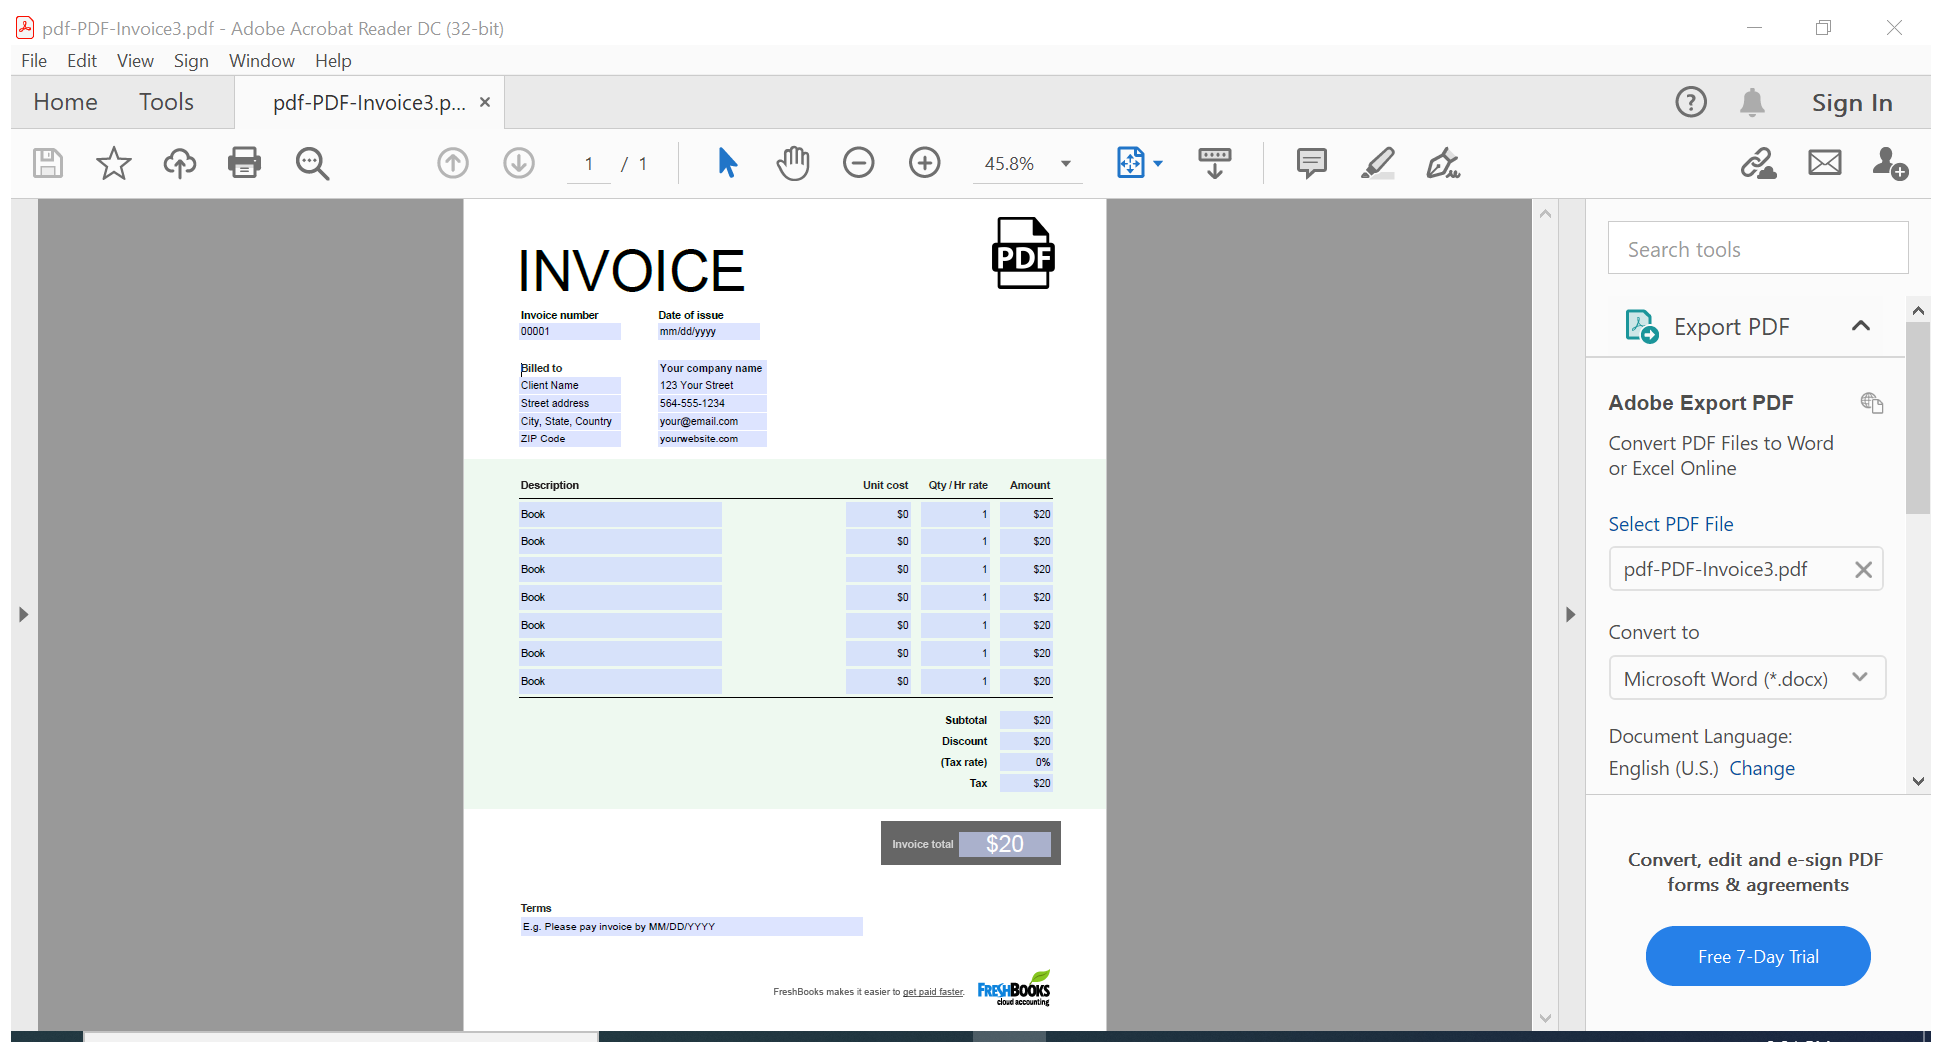 pdf-PDF-Invoice3.pdf - Adobe Acrobat Reader DC (32-bit)
File Edit View Sign Window Help
Home Tools pdf-PDF-Invoice3.p... ×
Sign In
1 / 1 45.8%
INVOICE
PDF
Invoice number Date of issue
00001 mm/dd/yyyy
Billed to Your company name
Client Name 123 Your Street
Street address 564-555-1234
City, State, Country your@email.com
ZIP Code yourwebsite.com
Description Unit cost Qty / Hr rate Amount
Book $0 1 $20
Book $0 1 $20
Book $0 1 $20
Book $0 1 $20
Book $0 1 $20
Book $0 1 $20
Book $0 1 $20
Subtotal $20
Discount $20
(Tax rate) 0%
Tax $20
Invoice total $20
Terms
E.g. Please pay invoice by MM/DD/YYYY
FreshBooks makes it easier to get paid faster.
FRESHBOOKS
cloud accounting
Search tools
Export PDF
Adobe Export PDF
Convert PDF Files to Word
or Excel Online
Select PDF File
pdf-PDF-Invoice3.pdf
Convert to
Microsoft Word (*.docx)
Document Language:
English (U.S.) Change
Convert, edit and e-sign PDF
forms & agreements
Free 7-Day Trial